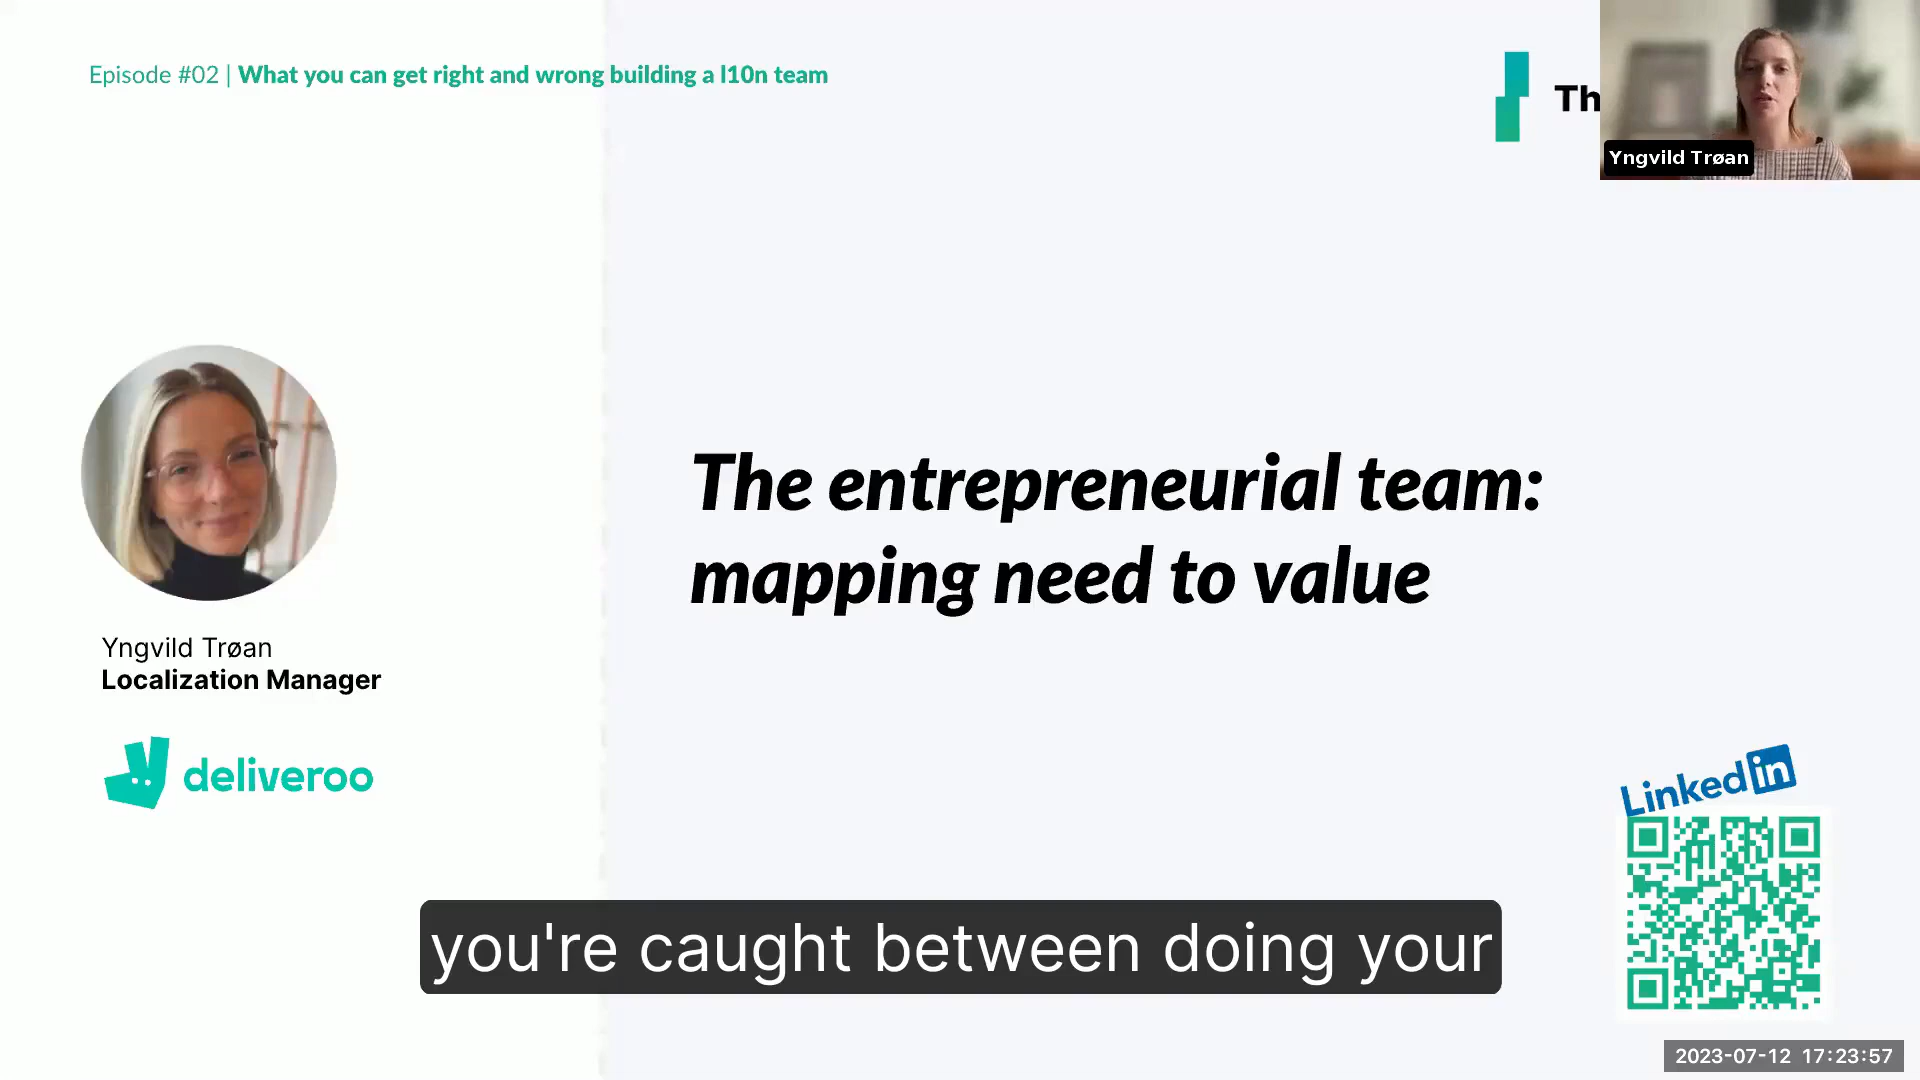 Episode #02 | What you can get right and wrong building a l10n team
Th
Yngvild Trøan
The entrepreneurial team:
mapping need to value
Yngvild Trøan
Localization Manager
deliveroo
LinkedIn
you're caught between doing your
2023-07-12 17:23:57